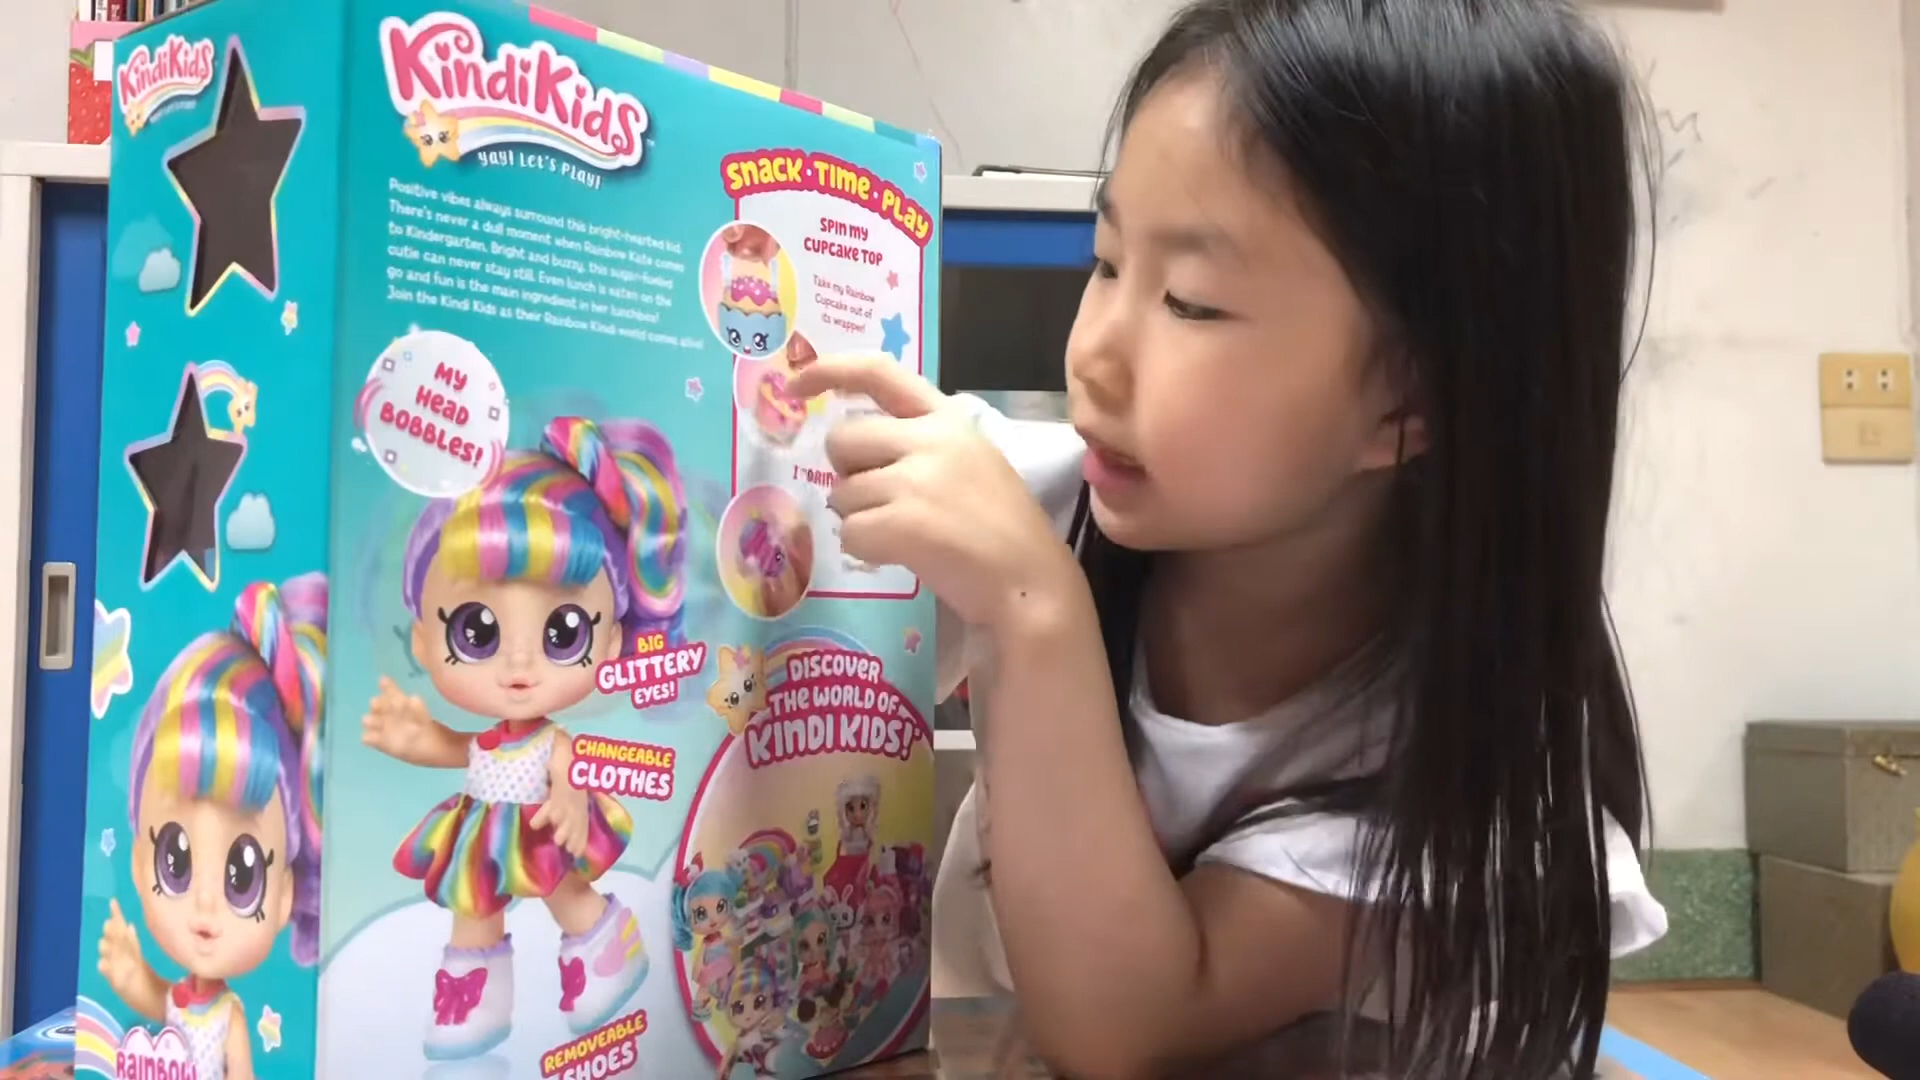 KindiKids
KindiKids
Yay! Let's Play!
Positive vibes always surround this bright-hearted kid.
There's never a dull moment when Rainbow Kate comes
to Kindergarten. Bright and buzzy, this sugar-fueled
cutie can never stay still. Even lunch is eaten on the
go and fun is the main ingredient in her lunchbox!
Join the Kindi Kids as their Rainbow Kindi world comes alive!
MY
HEAD
BOBBLES!
SNACK · TIME · PLAY
SPIN MY
CUPCAKE TOP
Take my Rainbow
Cupcake out of
its wrapper!
BIG
GLITTERY
EYES!
CHANGEABLE
CLOTHES
REMOVEABLE
SHOES
DISCOVER
THE WORLD OF
KINDI KIDS!
RAINBOW